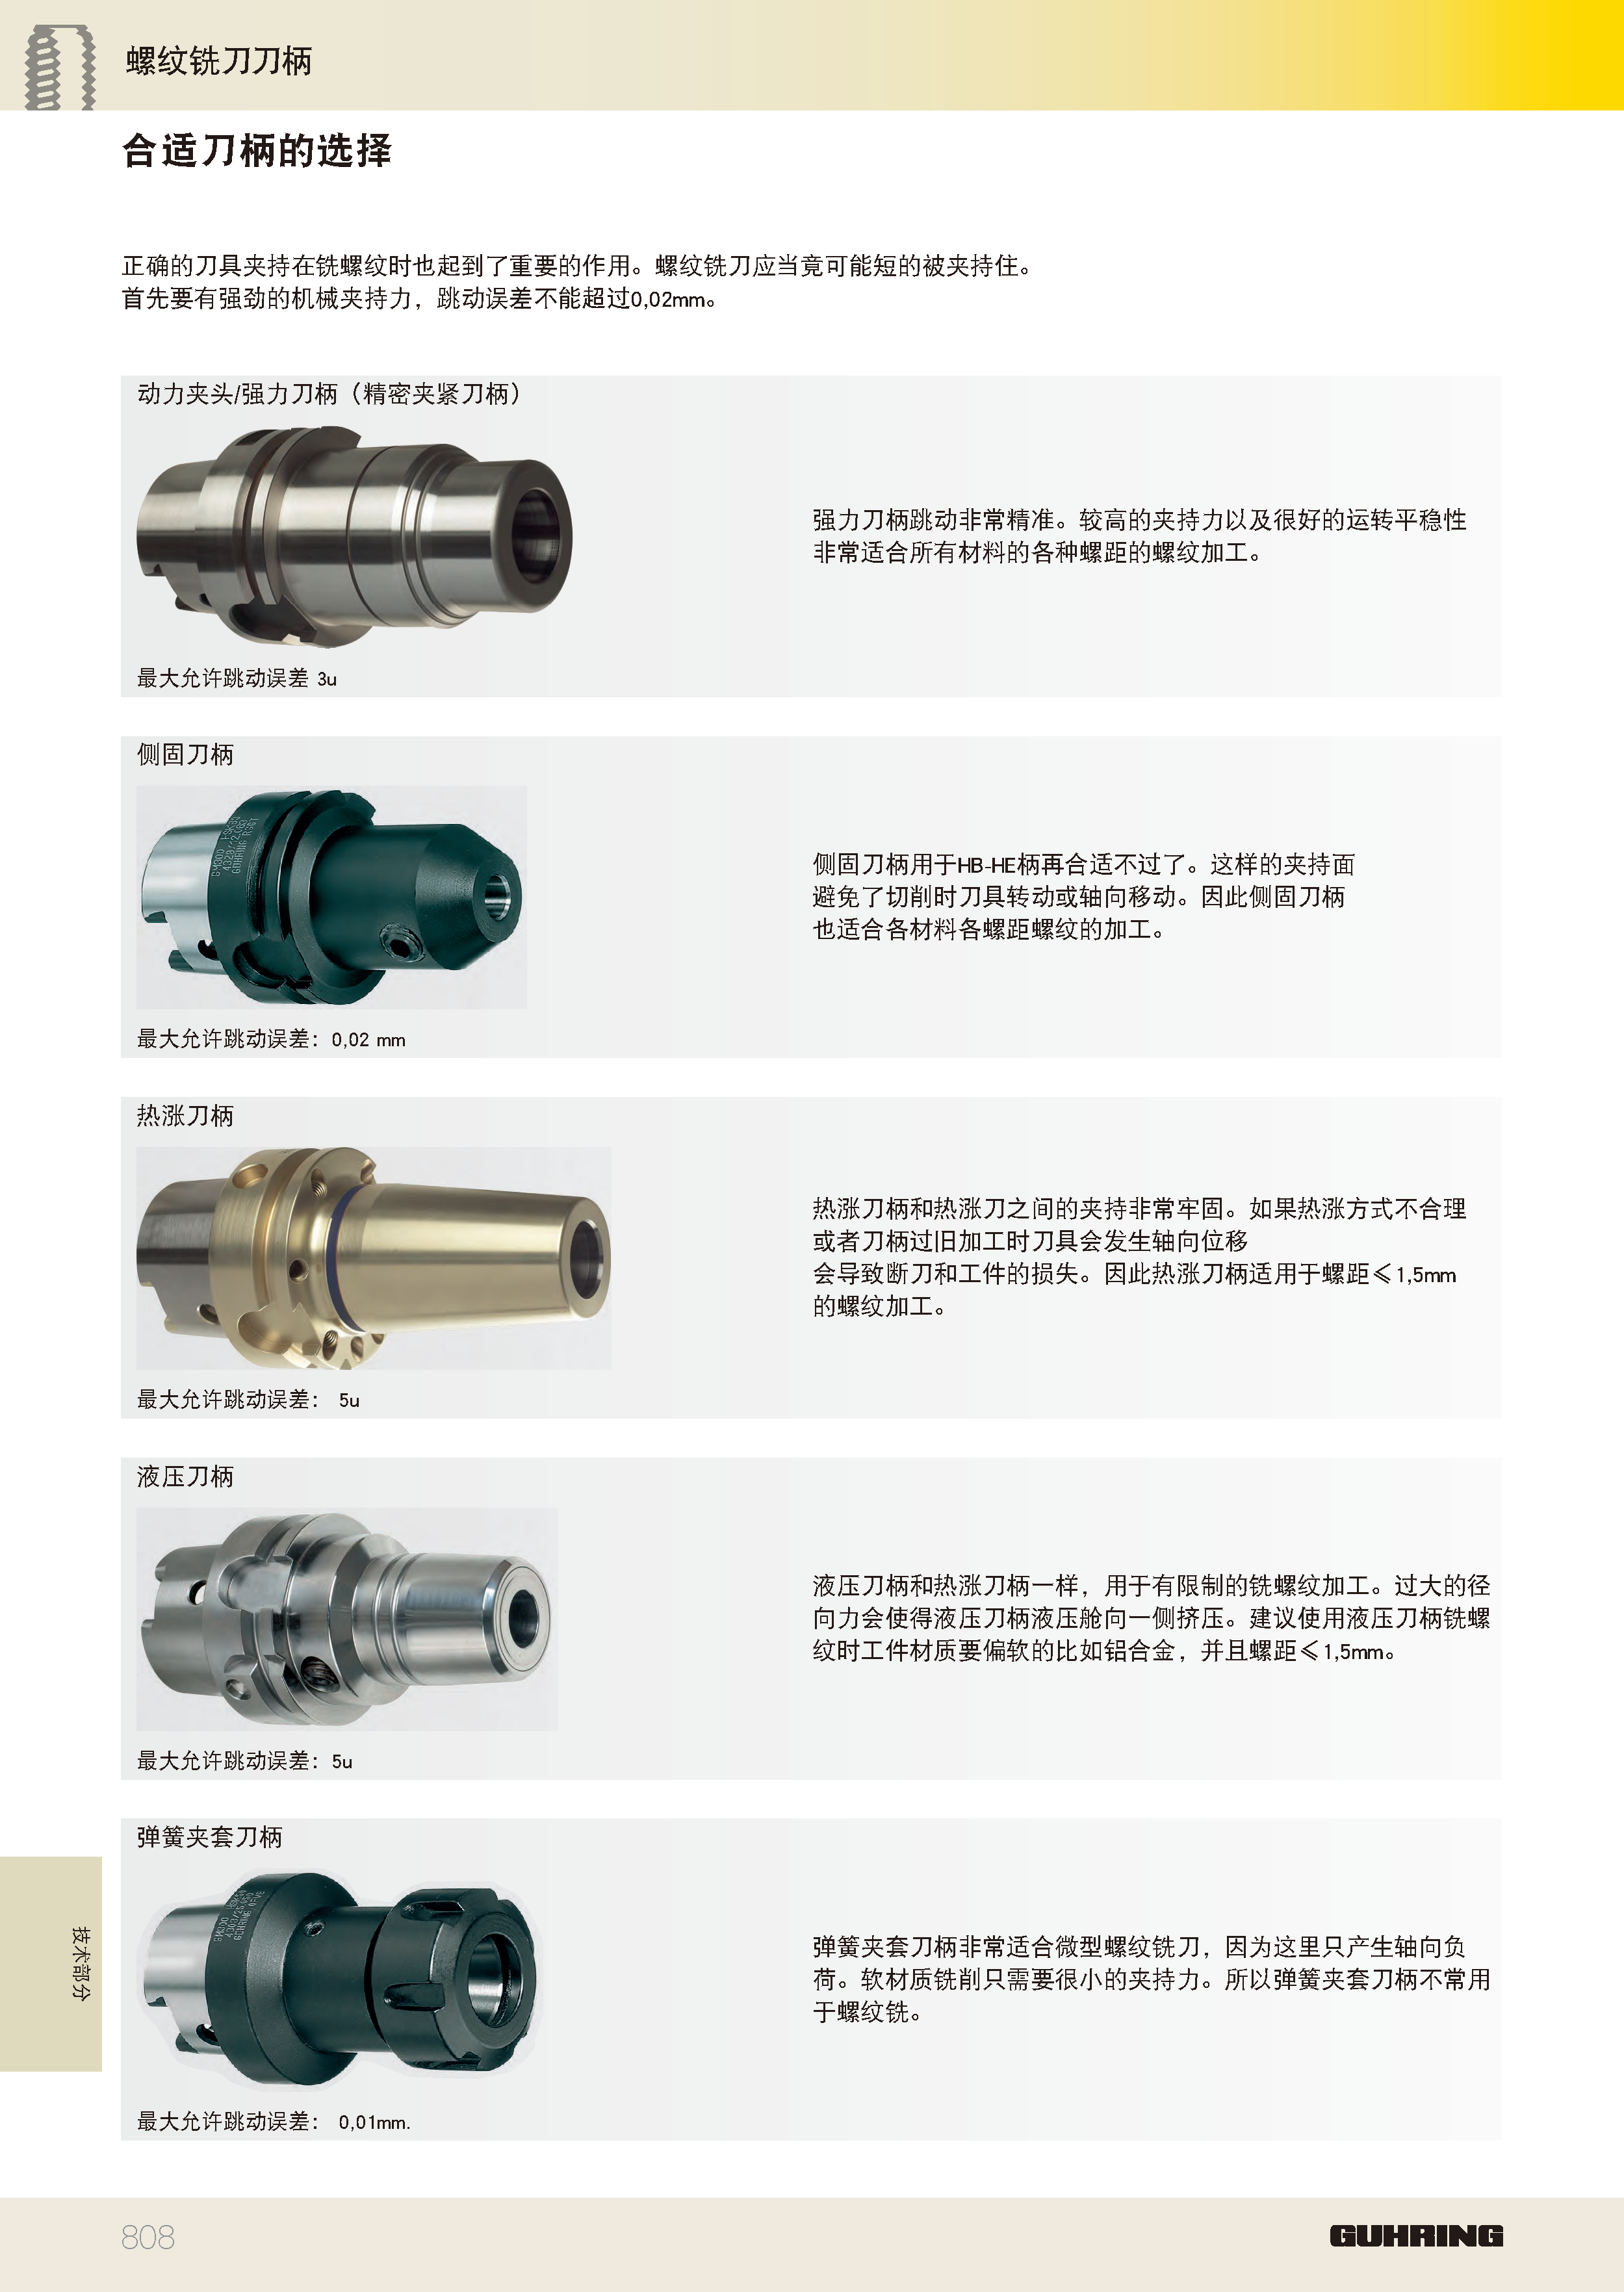 螺纹铣刀刀柄
合适刀柄的选择
正确的刀具夹持在铣螺纹时也起到了重要的作用。螺纹铣刀应当竟可能短的被夹持住。
首先要有强劲的机械夹持力，跳动误差不能超过0,02mm。
动力夹头/强力刀柄（精密夹紧刀柄）
强力刀柄跳动非常精准。较高的夹持力以及很好的运转平稳性
非常适合所有材料的各种螺距的螺纹加工。
最大允许跳动误差 3u
侧固刀柄
侧固刀柄用于HB-HE柄再合适不过了。这样的夹持面
避免了切削时刀具转动或轴向移动。因此侧固刀柄
也适合各材料各螺距螺纹的加工。
最大允许跳动误差：0,02 mm
热涨刀柄
热涨刀柄和热涨刀之间的夹持非常牢固。如果热涨方式不合理
或者刀柄过旧加工时刀具会发生轴向位移
会导致断刀和工件的损失。因此热涨刀柄适用于螺距≤1,5mm
的螺纹加工。
最大允许跳动误差： 5u
液压刀柄
液压刀柄和热涨刀柄一样，用于有限制的铣螺纹加工。过大的径
向力会使得液压刀柄液压舱向一侧挤压。建议使用液压刀柄铣螺
纹时工件材质要偏软的比如铝合金，并且螺距≤1,5mm。
最大允许跳动误差：5u
弹簧夹套刀柄
弹簧夹套刀柄非常适合微型螺纹铣刀，因为这里只产生轴向负
荷。软材质铣削只需要很小的夹持力。所以弹簧夹套刀柄不常用
于螺纹铣。
最大允许跳动误差： 0,01mm.
技术部分
808
GUHRING